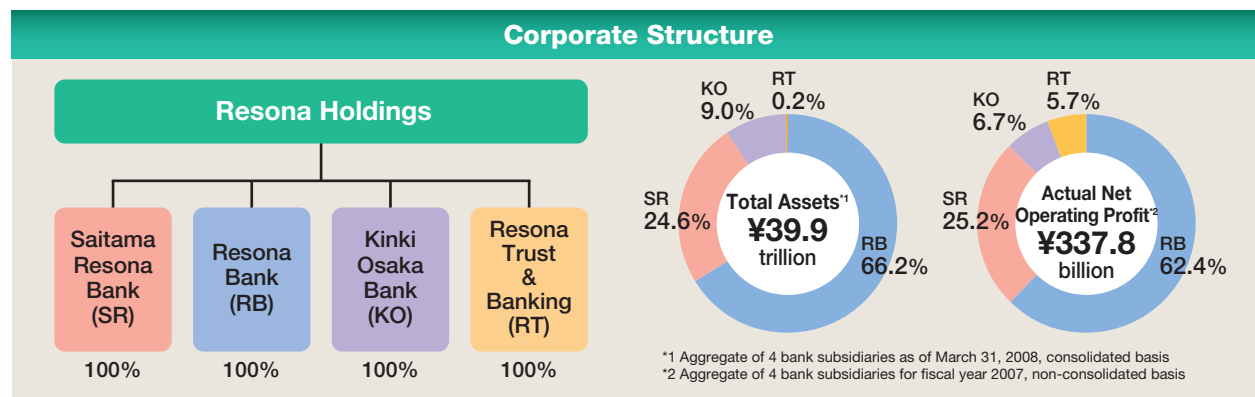 Corporate Structure
Resona Holdings
Saitama
Resona
Bank
(SR)
100%
Resona
Bank
(RB)
100%
Kinki
Osaka
Bank
(KO)
100%
Resona
Trust
&
Banking
(RT)
100%
KO
9.0%
RT
0.2%
SR
24.6%
Total Assets*1
¥39.9
trillion
RB
66.2%
RT
5.7%
KO
6.7%
SR
25.2%
Actual Net
Operating Profit*2
¥337.8
billion
RB
62.4%
*1 Aggregate of 4 bank subsidiaries as of March 31, 2008, consolidated basis
*2 Aggregate of 4 bank subsidiaries for fiscal year 2007, non-consolidated basis